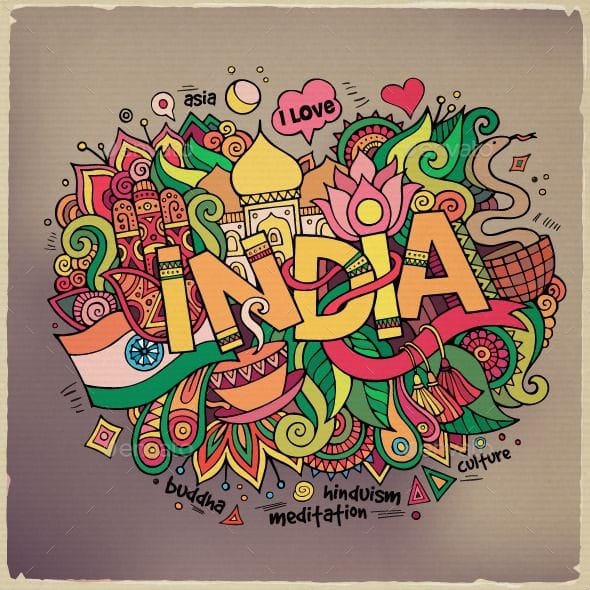 asia
I Love
INDIA
culture
buddha
hinduism
meditation